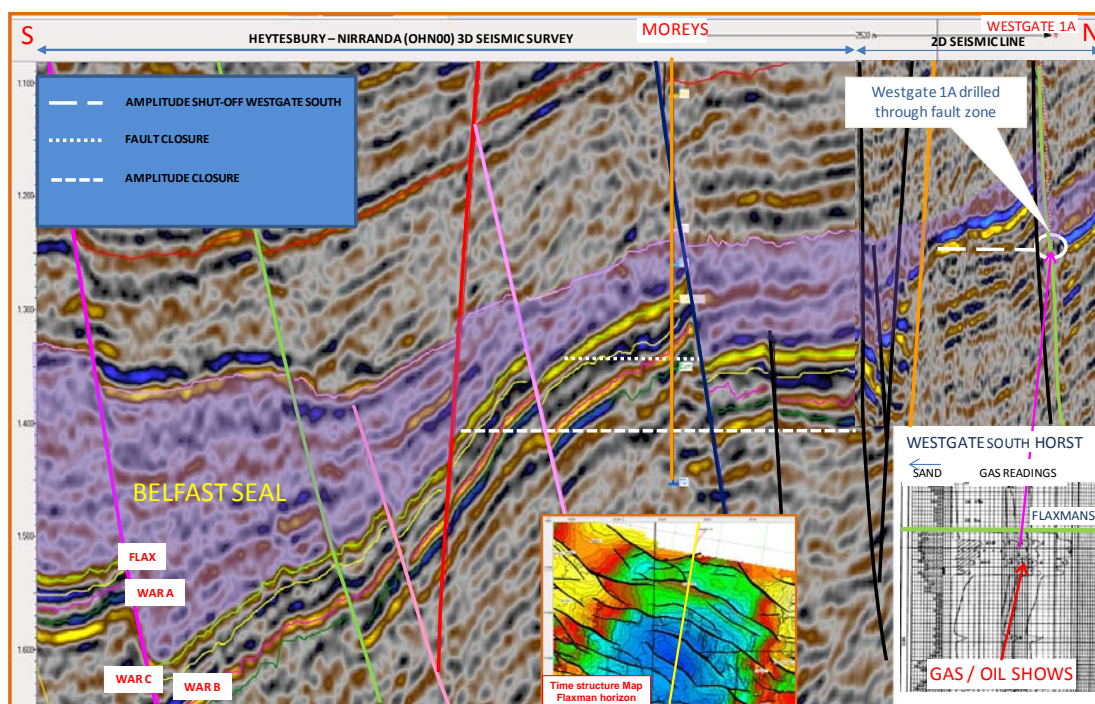 S
HEYTESBURY – NIRRANDA (OHN00) 3D SEISMIC SURVEY
MOREYS
2500 m
WESTGATE 1A
N
2D SEISMIC LINE
1.100
1.200
1.300
1.400
1.500
1.600
AMPLITUDE SHUT-OFF WESTGATE SOUTH
FAULT CLOSURE
AMPLITUDE CLOSURE
Westgate 1A drilled
through fault zone
BELFAST SEAL
FLAX
WAR A
WAR C
WAR B
Time structure Map
Flaxman horizon
WESTGATE SOUTH HORST
SAND
GAS READINGS
FLAXMANS
GAS / OIL SHOWS